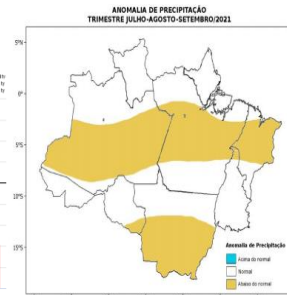 ANOMALIA DE PRECIPITAÇÃO
TRIMESTRE JULHO-AGOSTO-SETEMBRO/2021
5°N
0°
5°S
10°S
15°S
Anomalia de Precipitação
Acima do normal
Normal
Abaixo do normal